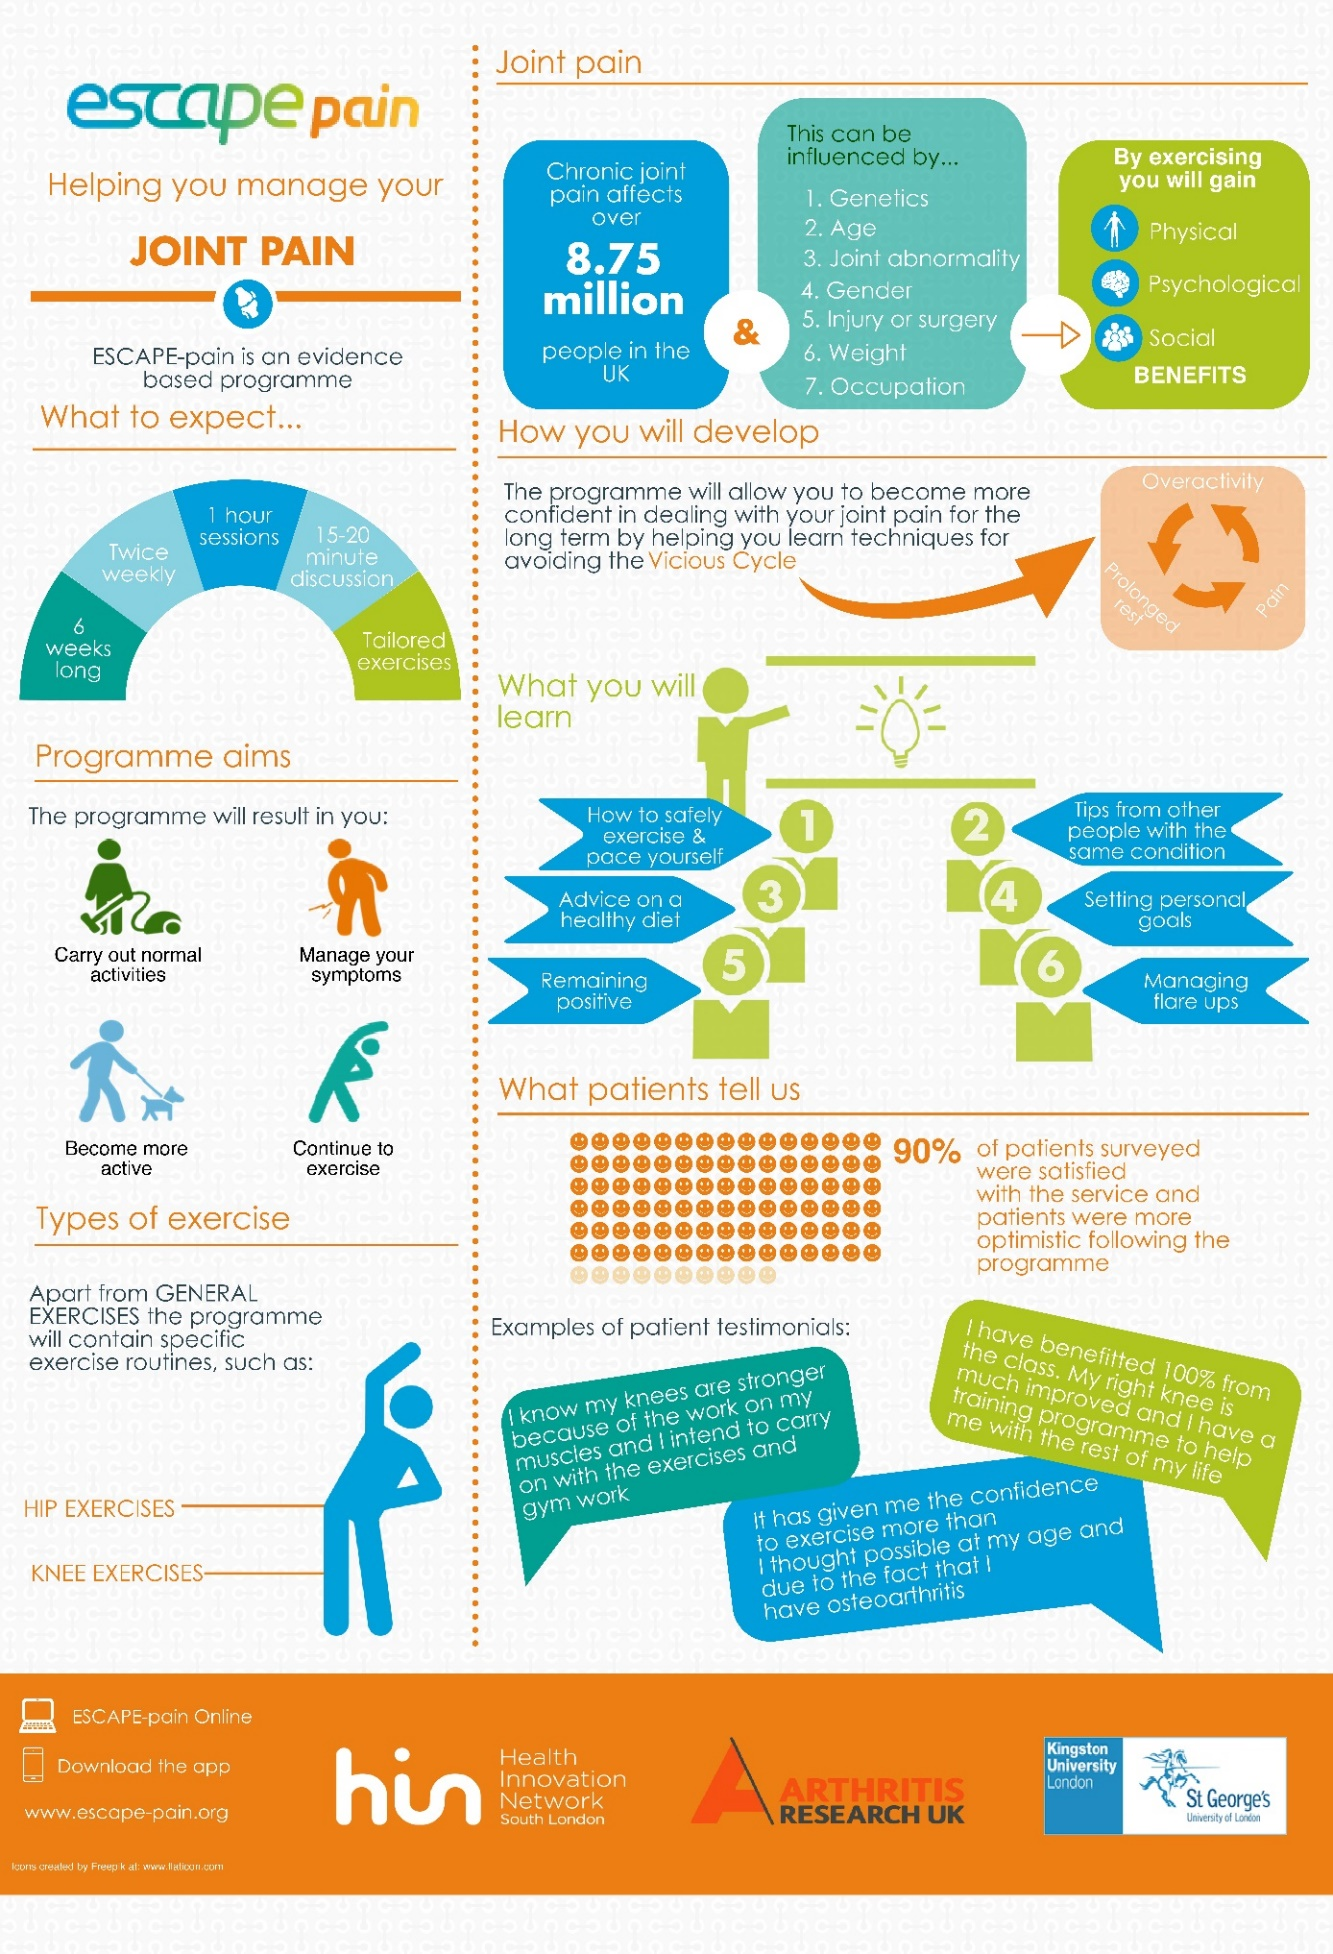 escape pain
Helping you manage your
JOINT PAIN
ESCAPE-pain is an evidence
based programme
What to expect...
6
weeks
long
Twice
weekly
1 hour
sessions
15-20
minute
discussion
Tailored
exercises
Programme aims
The programme will result in you:
Carry out normal
activities
Manage your
symptoms
Become more
active
Continue to
exercise
Types of exercise
Apart from GENERAL
EXERCISES the programme
will contain specific
exercise routines, such as:
HIP EXERCISES
KNEE EXERCISES
Joint pain
Chronic joint
pain affects
over
8.75
million
people in the
UK
&
This can be
influenced by...
1. Genetics
2. Age
3. Joint abnormality
4. Gender
5. Injury or surgery
6. Weight
7. Occupation
By exercising
you will gain
Physical
Psychological
Social
BENEFITS
How you will develop
The programme will allow you to become more
confident in dealing with your joint pain for the
long term by helping you learn techniques for
avoiding the Vicious Cycle
Overactivity
Pain
Prolonged
rest
What you will
learn
How to safely
exercise &
pace yourself
1
2
Tips from other
people with the
same condition
Advice on a
healthy diet
3
4
Setting personal
goals
Remaining
positive
5
6
Managing
flare ups
What patients tell us
90% of patients surveyed
were satisfied
with the service and
patients were more
optimistic following the
programme
Examples of patient testimonials:
I know my knees are stronger
because of the work on my
muscles and I intend to carry
on with the exercises and
gym work
It has given me the confidence
to exercise more than
I thought possible at my age and
due to the fact that I
have osteoarthritis
I have benefitted 100% from
the class. My right knee is
much improved and I have a
training programme to help
me with the rest of my life
ESCAPE-pain Online
Download the app
www.escape-pain.org
Icons created by Freepik at: www.flaticon.com
hin
Health
Innovation
Network
South London
ARTHRITIS
RESEARCH UK
Kingston
University
London
St George's
University of London